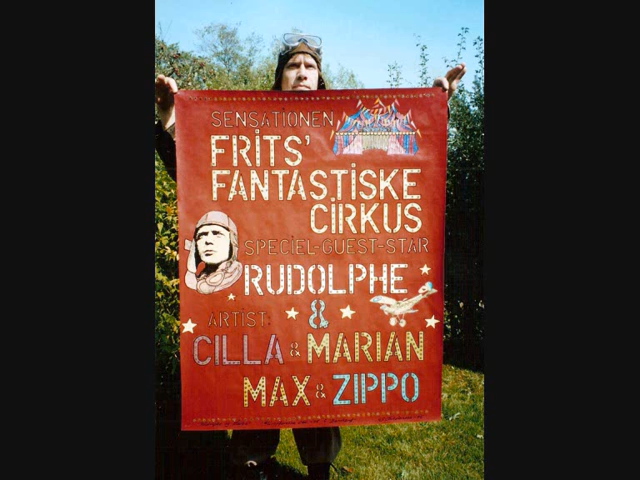 SENSATIONEN
FRITS'
FANTASTISKE
CIRKUS
SPECIEL-GUEST-STAR
RUDOLPHE
&
ARTIST:
CILLA & MARIAN
MAX & ZIPPO